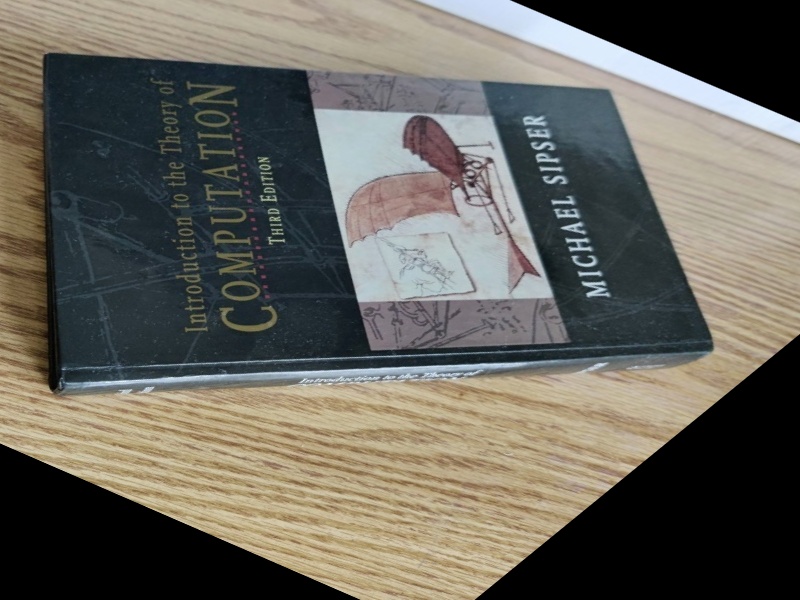 Introduction to the Theory of
COMPUTATION
THIRD EDITION
MICHAEL SIPSER
Introduction to the Theory of